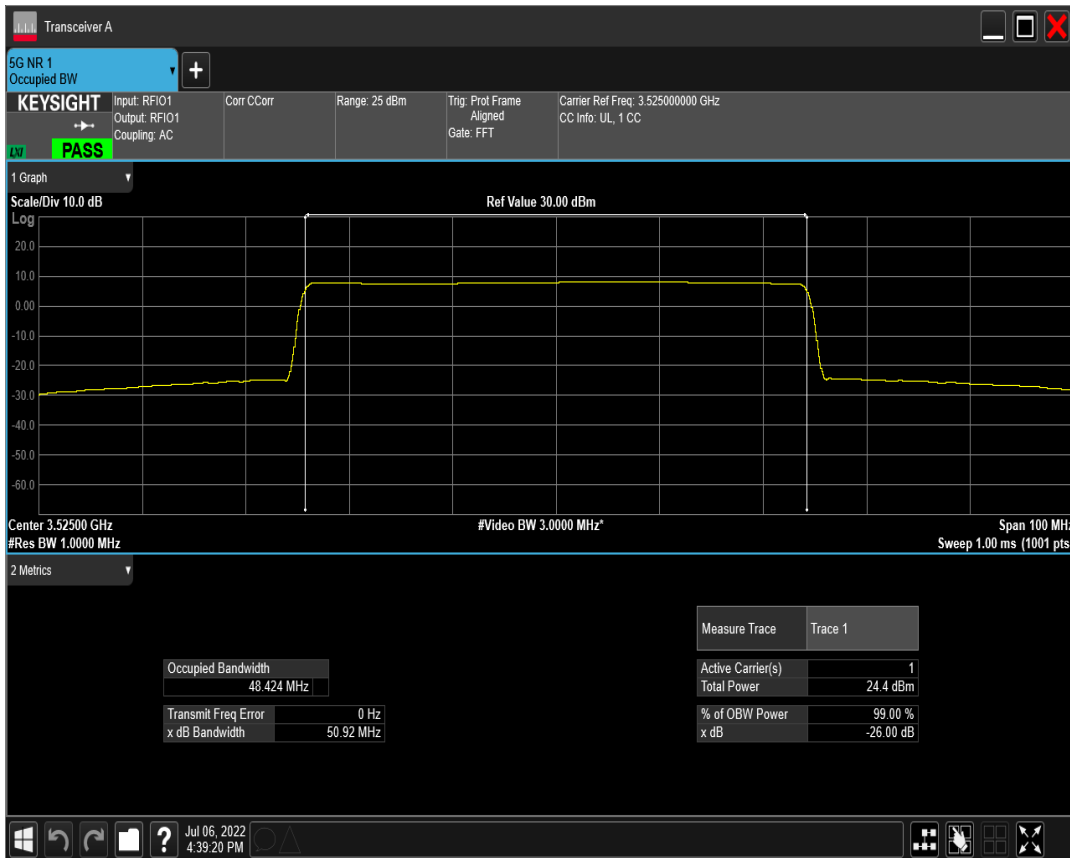 Transceiver A
5G NR 1
Occupied BW
KEYSIGHT
LXI
PASS
Input: RFIO1
Output: RFIO1
Coupling: AC
Corr CCorr
Range: 25 dBm
Trig: Prot Frame
Aligned
Gate: FFT
Carrier Ref Freq: 3.525000000 GHz
CC Info: UL, 1 CC
1 Graph
Scale/Div 10.0 dB
Ref Value 30.00 dBm
Log
20.0
10.0
0.00
-10.0
-20.0
-30.0
-40.0
-50.0
-60.0
Center 3.52500 GHz
#Video BW 3.0000 MHz*
Span 100 MHz
#Res BW 1.0000 MHz
Sweep 1.00 ms (1001 pts
2 Metrics
Measure Trace Trace 1
Occupied Bandwidth
48.424 MHz
Active Carrier(s) 1
Total Power 24.4 dBm
Transmit Freq Error 0 Hz
x dB Bandwidth 50.92 MHz
% of OBW Power 99.00 %
x dB -26.00 dB
?
Jul 06, 2022
4:39:20 PM